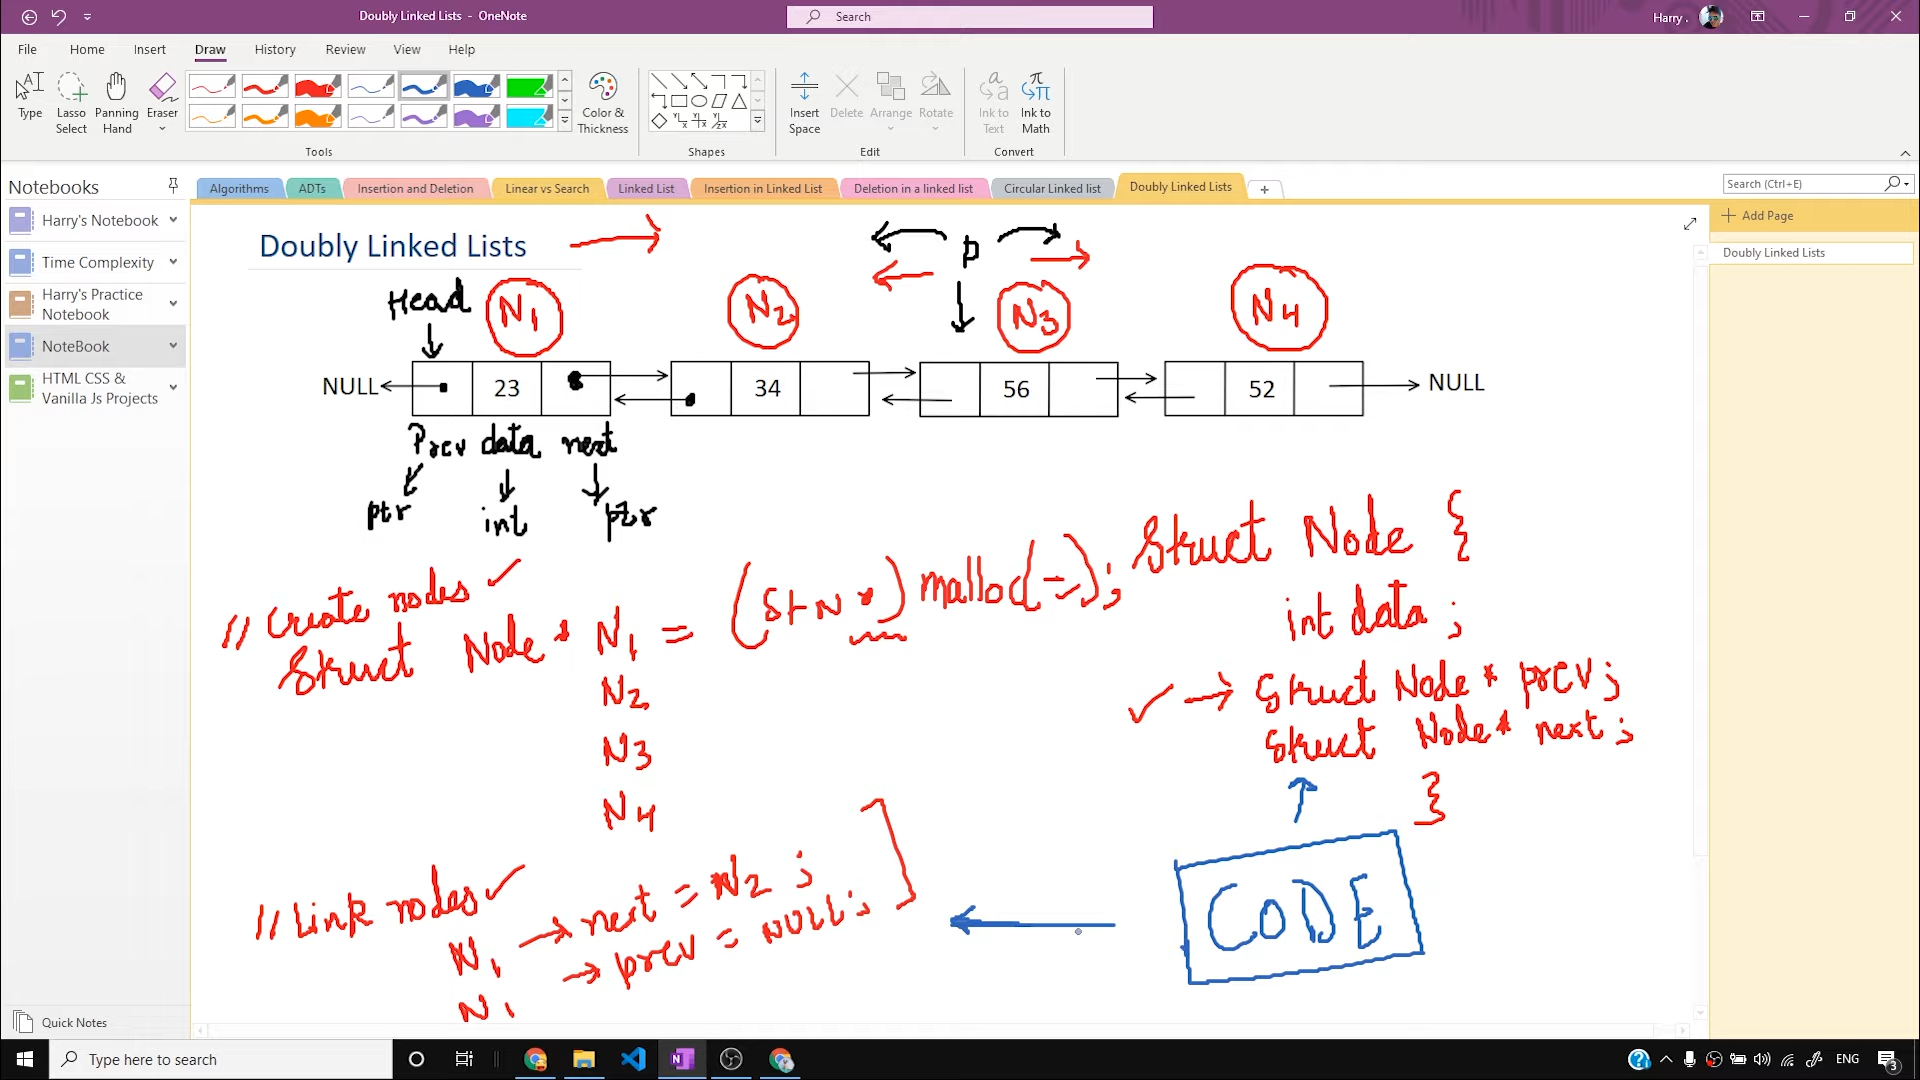 Doubly Linked Lists - OneNote
Search
Harry .
File Home Insert Draw History Review View Help
Type
Lasso Select
Panning Hand
Eraser
Color & Thickness
Insert Space
Delete
Arrange
Rotate
Ink to Text
Ink to Math
Tools
Shapes
Edit
Convert
Notebooks
Algorithms ADTs Insertion and Deletion Linear vs Search Linked List Insertion in Linked List Deletion in a linked list Circular Linked list Doubly Linked Lists +
Search (Ctrl+E)
Harry's Notebook
Time Complexity
Harry's Practice Notebook
NoteBook
HTML CSS & Vanilla Js Projects
Quick Notes
Add Page
Doubly Linked Lists
Doubly Linked Lists
p
Head N1 N2 N3 N4
NULL 23 34 56 52 NULL
Prev data next
ptr int ptr
// Create nodes
Struct Node * N1 = (St N *) malloc(-);
N2
N3
N4
Struct Node {
int data ;
Struct Node * prev;
Struct Node * next ;
}
// Link nodes
N1 → next = N2 ;
N1 → prev = NULL;
CODE
Type here to search
ENG
3